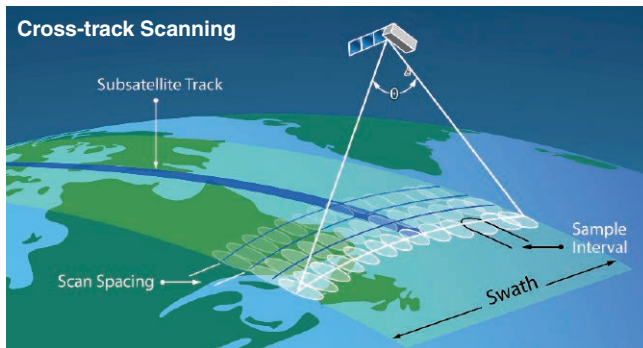 Cross-track Scanning
Subsatellite Track
θ
Sample
Interval
Scan Spacing
Swath